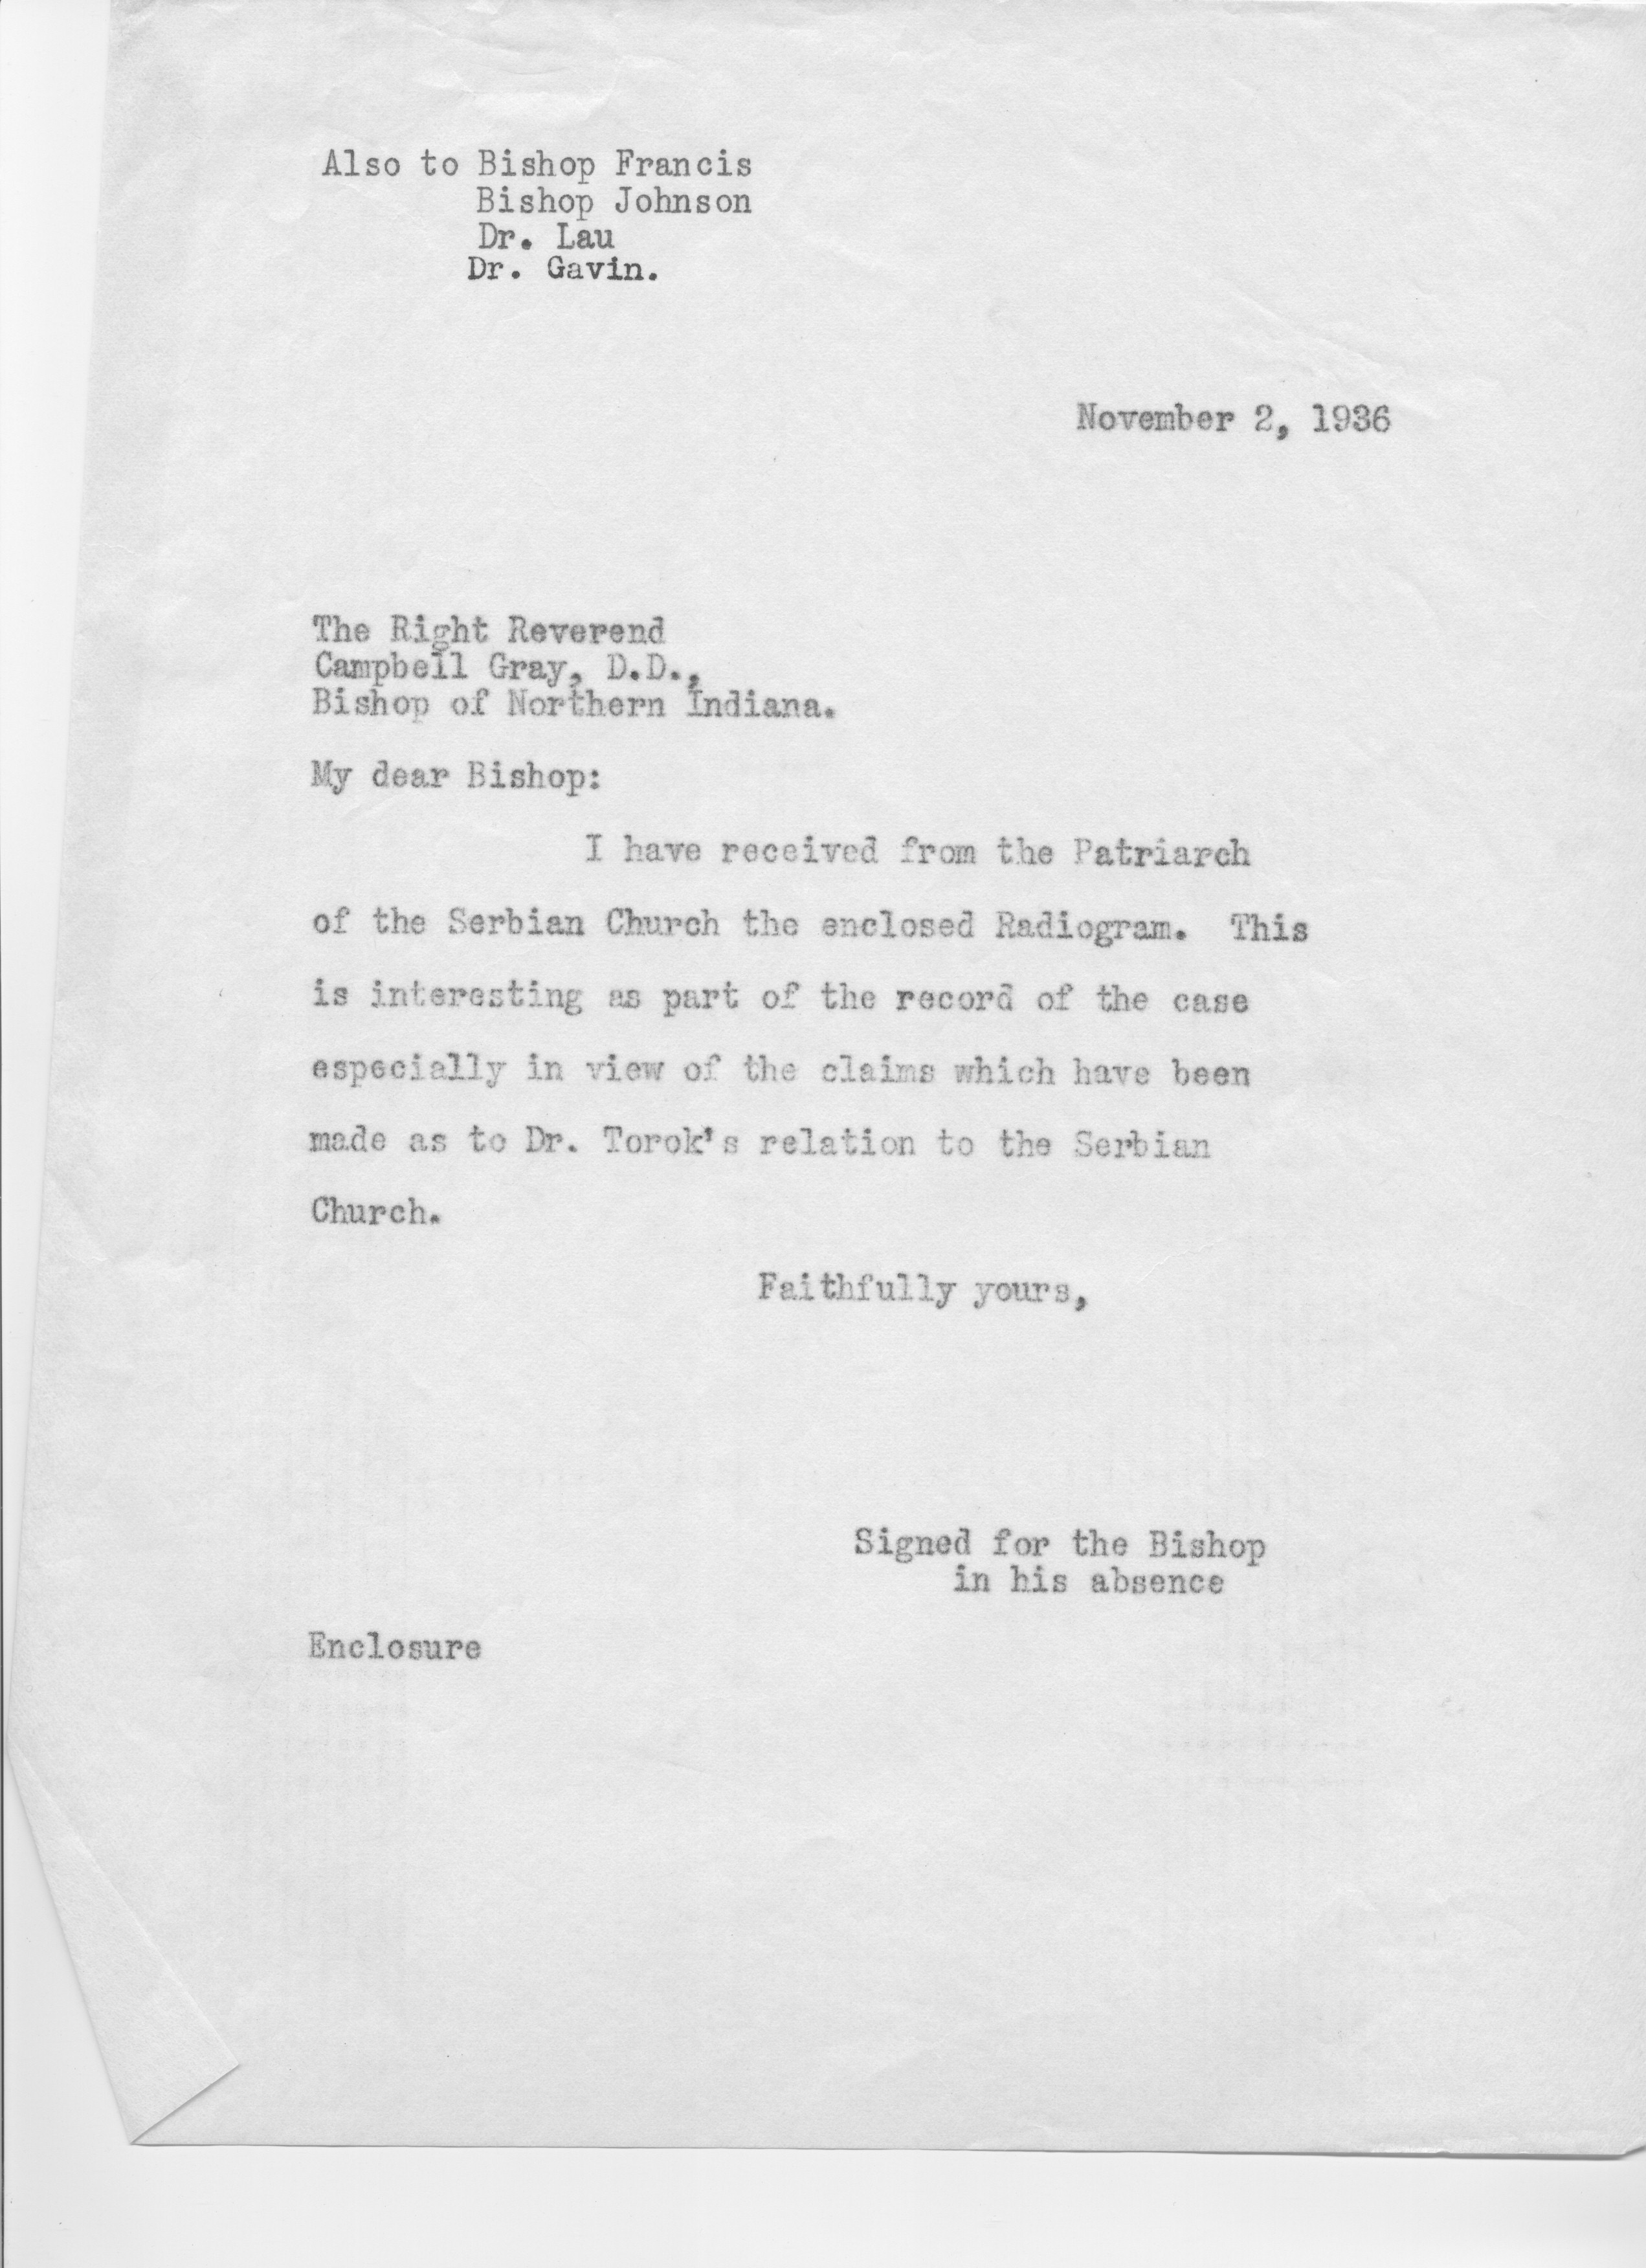 Also to Bishop Francis
Bishop Johnson
Dr. Lau
Dr. Gavin.
November 2, 1936
The Right Reverend
Campbell Gray, D.D.,
Bishop of Northern Indiana.
My dear Bishop:
I have received from the Patriarch
of the Serbian Church the enclosed Radiogram. This
is interesting as part of the record of the case
especially in view of the claims which have been
made as to Dr. Torok's relation to the Serbian
Church.
Faithfully yours,
Signed for the Bishop
in his absence
Enclosure